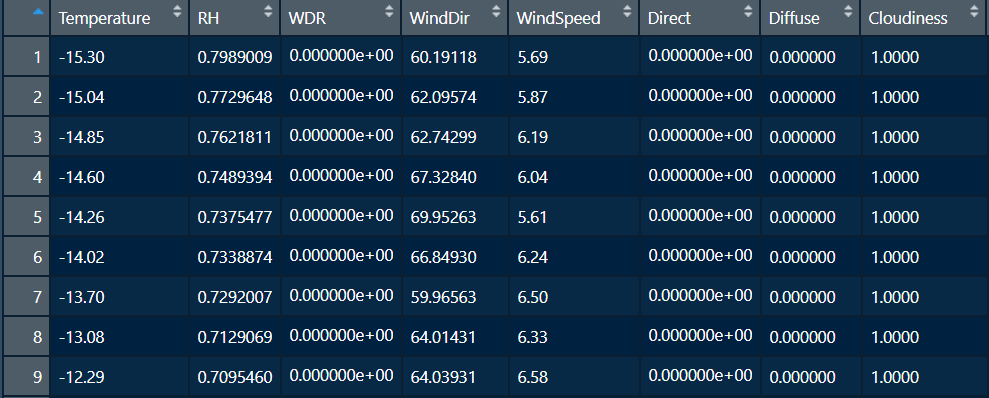 Temperature RH WDR WindDir WindSpeed Direct Diffuse Cloudiness
1 -15.30 0.7989009 0.000000e+00 60.19118 5.69 0.000000e+00 0.000000 1.0000
2 -15.04 0.7729648 0.000000e+00 62.09574 5.87 0.000000e+00 0.000000 1.0000
3 -14.85 0.7621811 0.000000e+00 62.74299 6.19 0.000000e+00 0.000000 1.0000
4 -14.60 0.7489394 0.000000e+00 67.32840 6.04 0.000000e+00 0.000000 1.0000
5 -14.26 0.7375477 0.000000e+00 69.95263 5.61 0.000000e+00 0.000000 1.0000
6 -14.02 0.7338874 0.000000e+00 66.84930 6.24 0.000000e+00 0.000000 1.0000
7 -13.70 0.7292007 0.000000e+00 59.96563 6.50 0.000000e+00 0.000000 1.0000
8 -13.08 0.7129069 0.000000e+00 64.01431 6.33 0.000000e+00 0.000000 1.0000
9 -12.29 0.7095460 0.000000e+00 64.03931 6.58 0.000000e+00 0.000000 1.0000